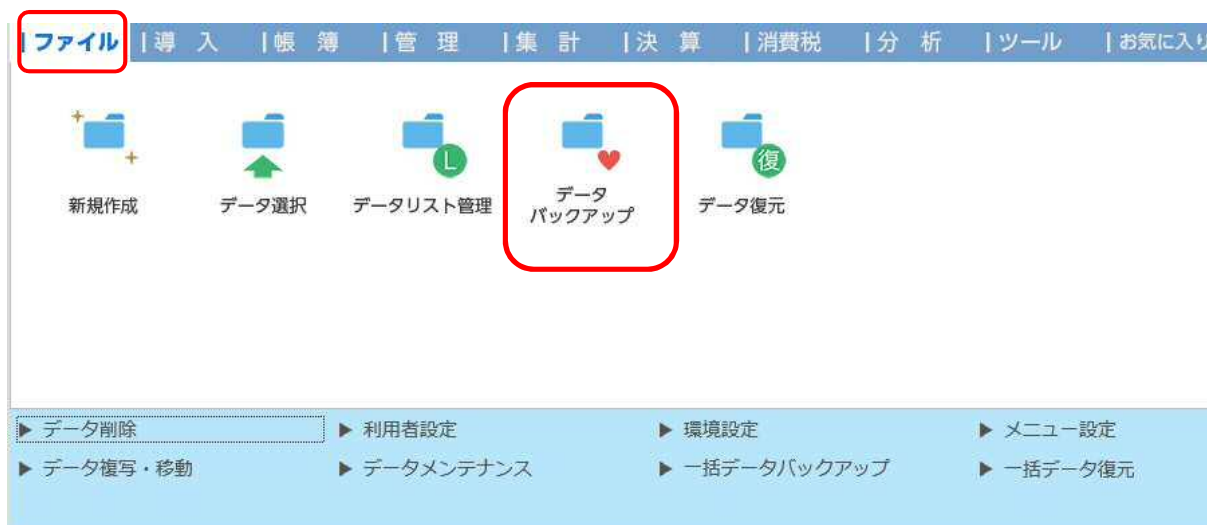 |ファイル |導 入 |帳 簿 |管 理 |集 計 |決 算 |消費税 |分 析 |ツール |お気に入り
新規作成
データ選択
L
データリスト管理
データ
バックアップ
復
データ復元
▶ データ削除 ▶ 利用者設定 ▶ 環境設定 ▶ メニュー設定
▶ データ複写・移動 ▶ データメンテナンス ▶ 一括データバックアップ ▶ 一括データ復元